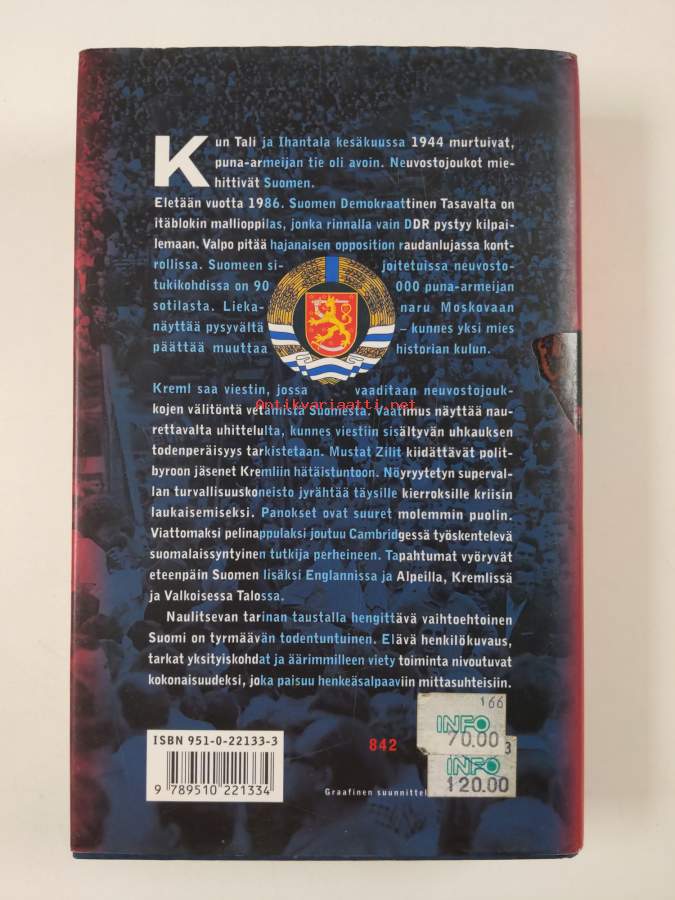 Kun Tali ja Ihantala kesäkuussa 1944 murtuivat,
puna-armeijan tie oli avoin. Neuvostojoukot mie-
hittivät Suomen.
Eletään vuotta 1986. Suomen Demokraattinen Tasavalta on
itäblokin mallioppilas, jonka rinnalla vain DDR pystyy kilpai-
lemaan. Valpo pitää hajanaisen opposition raudanlujassa kont-
rollissa. Suomeen si- joitetuissa neuvosto-
tukikohdissa on 90 000 puna-armeijan
sotilasta. Lieka- naru Moskovaan
näyttää pysyvältä – kunnes yksi mies
päättää muuttaa historian kulun.
Kreml saa viestin, jossa vaaditaan neuvostojouk-
kojen välitöntä vetämistä Suomesta. Vaatimus näyttää nau-
rettavalta uhittelulta, kunnes viestiin sisältyvän uhkauksen
todenperäisyys tarkistetaan. Mustat Zilit kiidättävät polit-
byroon jäsenet Kremliin hätäistuntoon. Nöyryytetyn superval-
lan turvallisuuskoneisto jyrähtää täysille kierroksille kriisin
laukaisemiseksi. Panokset ovat suuret molemmin puolin.
Viattomaksi pelinappulaksi joutuu Cambridgessä työskentelevä
suomalaissyntyinen tutkija perheineen. Tapahtumat vyöryvät
eteenpäin Suomen lisäksi Englannissa ja Alpeilla, Kremlissä
ja Valkoisessa Talossa.
Naulitsevan tarinan taustalla hengittävä vaihtoehtoinen
Suomi on tyrmäävän todentuntuinen. Elävä henkilökuvaus,
tarkat yksityiskohdat ja äärimmilleen viety toiminta nivoutuvat
kokonaisuudeksi, joka paisuu henkeäsalpaaviin mittasuhteisiin.
Antikvariaatti.net
ISBN 951-0-22133-3
9 789510 221334
842
166
INFO
70.00
3
INFO
120.00
Graafinen suunnittel